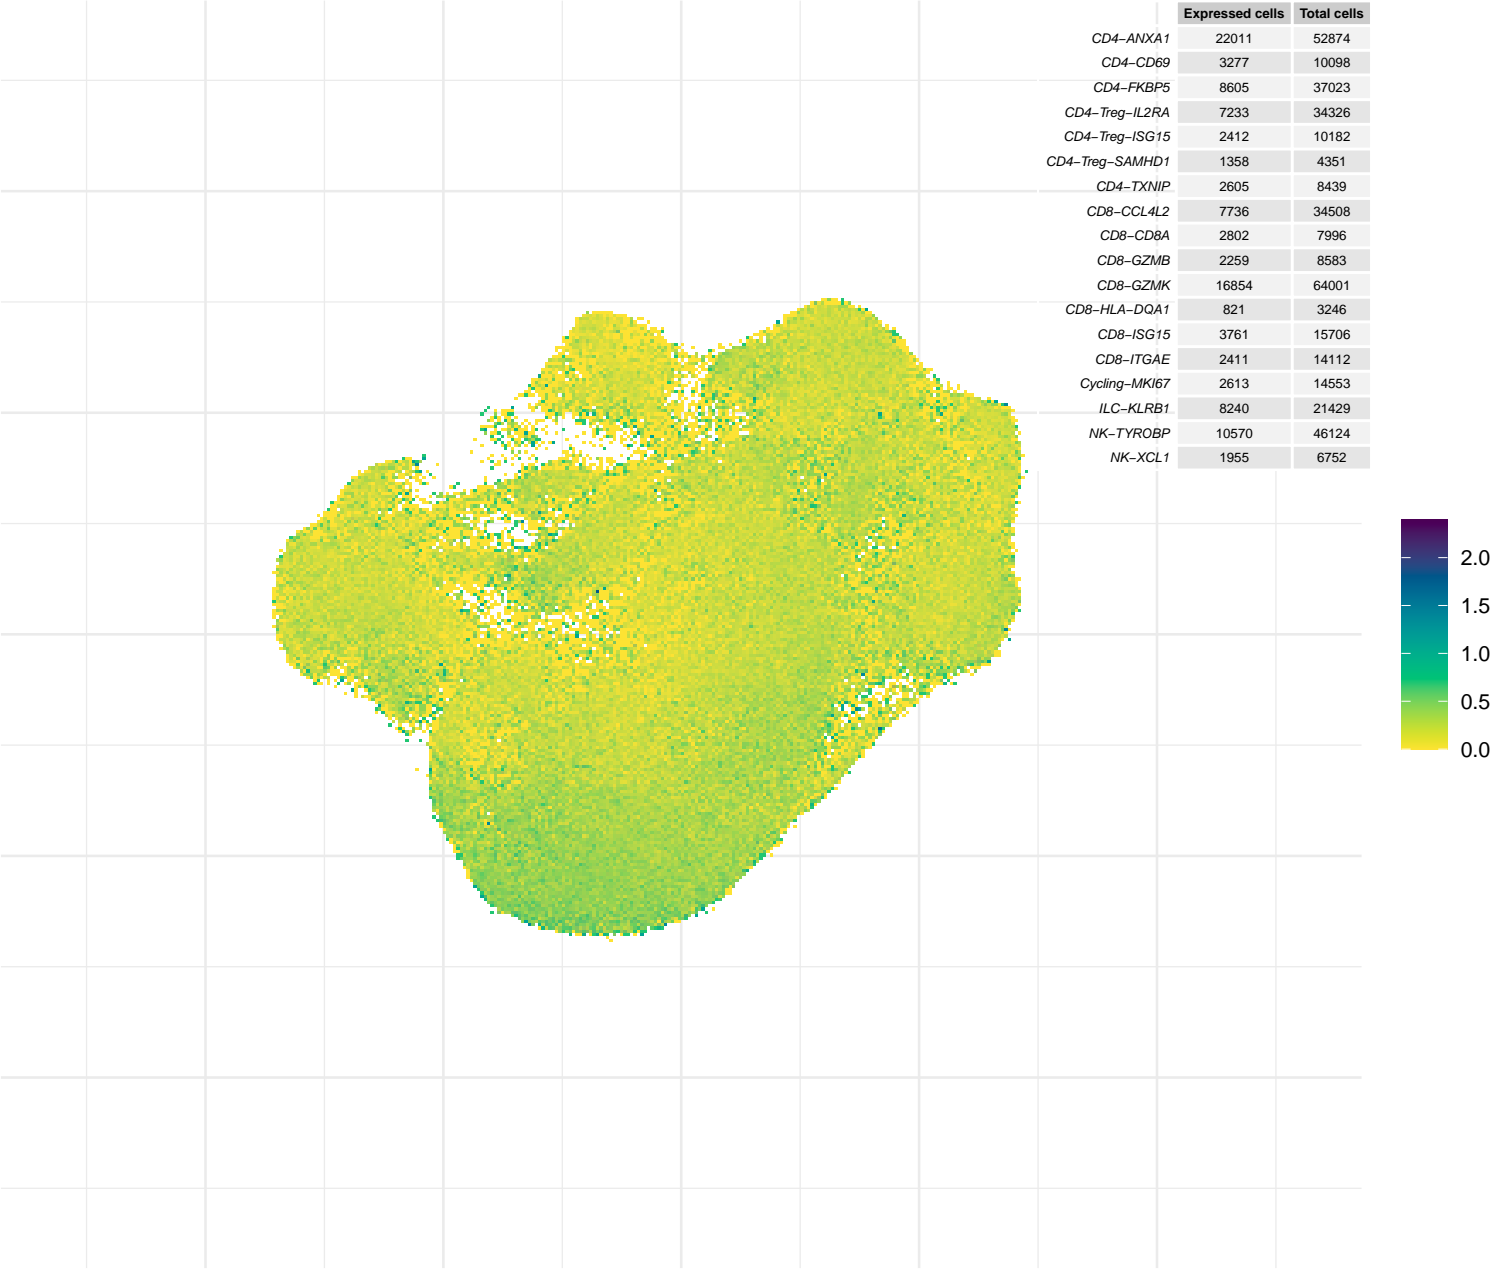 Expressed cells Total cells
CD4−ANXA1 22011 52874
CD4−CD69 3277 10098
CD4−FKBP5 8605 37023
CD4−Treg−IL2RA 7233 34326
CD4−Treg−ISG15 2412 10182
CD4−Treg−SAMHD1 1358 4351
CD4−TXNIP 2605 8439
CD8−CCL4L2 7736 34508
CD8−CD8A 2802 7996
CD8−GZMB 2259 8583
CD8−GZMK 16854 64001
CD8−HLA−DQA1 821 3246
CD8−ISG15 3761 15706
CD8−ITGAE 2411 14112
Cycling−MKI67 2613 14553
ILC−KLRB1 8240 21429
NK−TYROBP 10570 46124
NK−XCL1 1955 6752
2.0
1.5
1.0
0.5
0.0